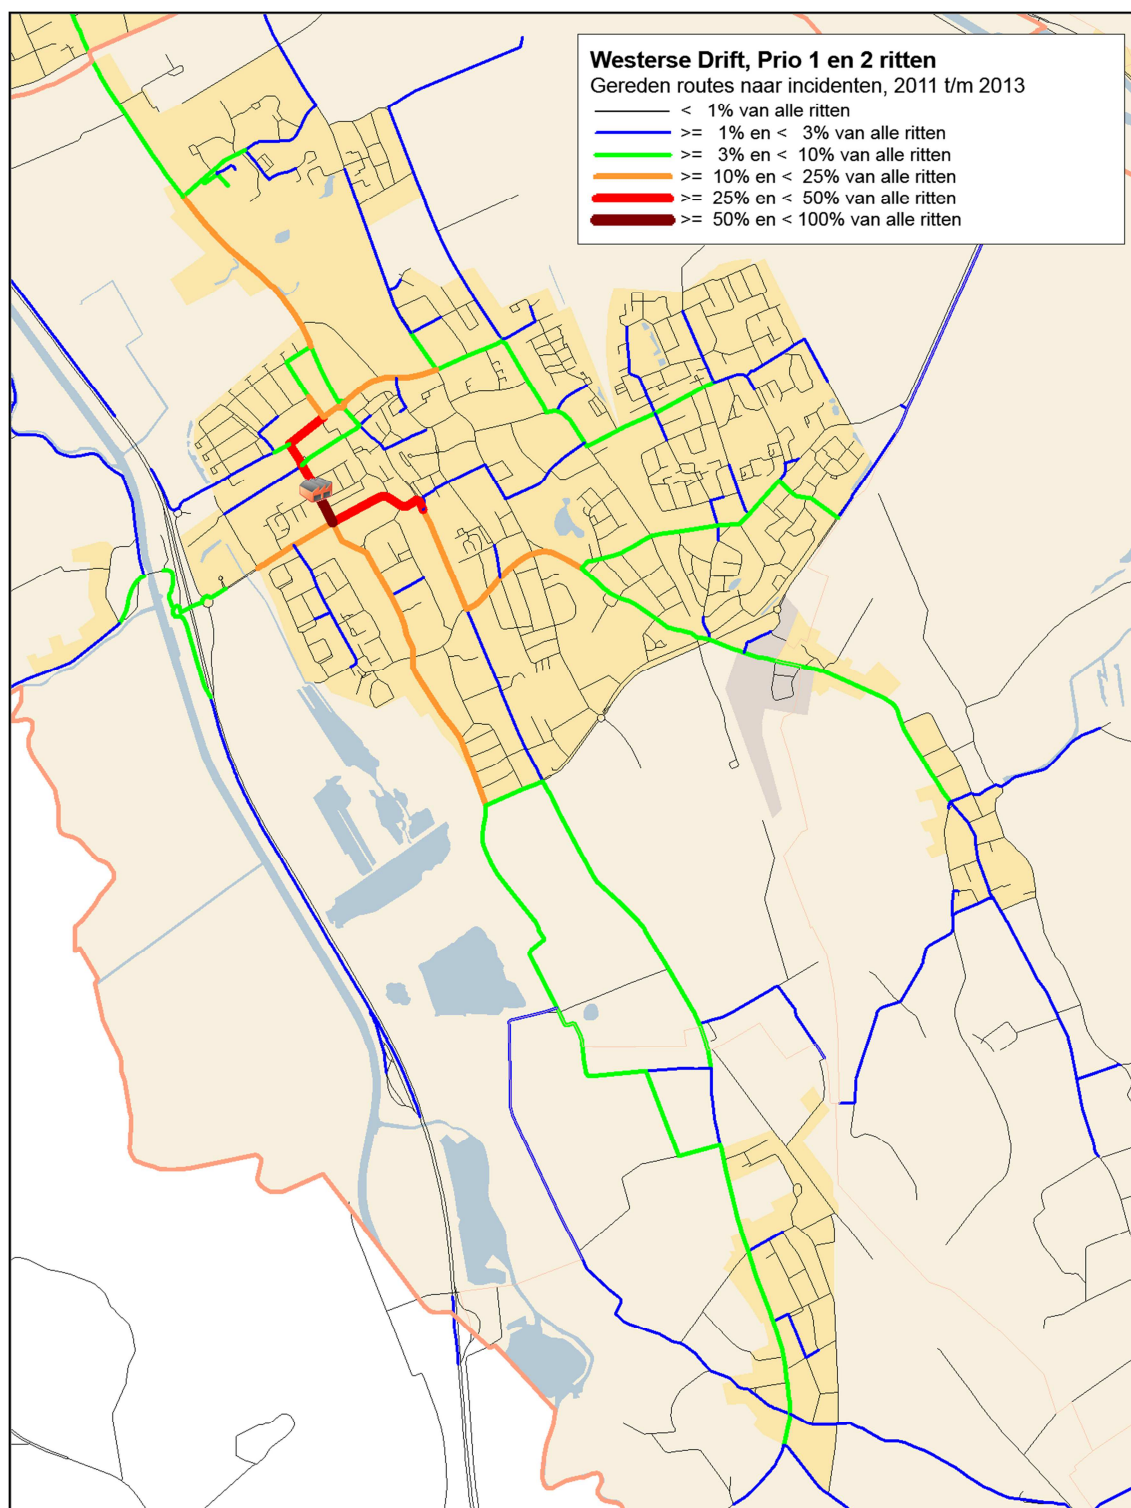 Westerse Drift, Prio 1 en 2 ritten
Gereden routes naar incidenten, 2011 t/m 2013
< 1% van alle ritten
>= 1% en < 3% van alle ritten
>= 3% en < 10% van alle ritten
>= 10% en < 25% van alle ritten
>= 25% en < 50% van alle ritten
>= 50% en < 100% van alle ritten